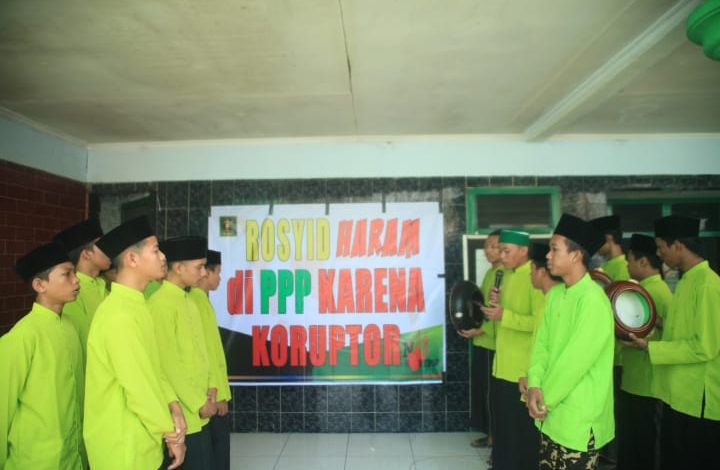 ROSYID HARAM
di PPP KARENA
KORUPTOR